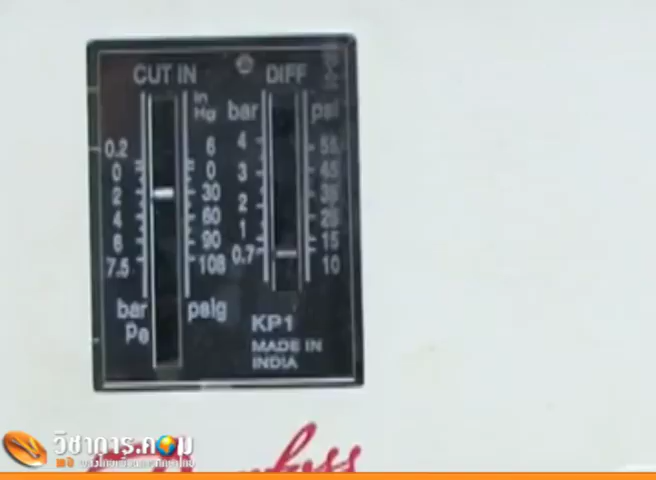 CUT IN DIFF
in Hg bar psi
0.2 6 4 55
0 0 3 45
2 30 2 35
4 60 1 25
6 90 0.7 15
7.5 108 10
bar psig
Pe
KP1
MADE IN
INDIA
วิชาการ.คอม